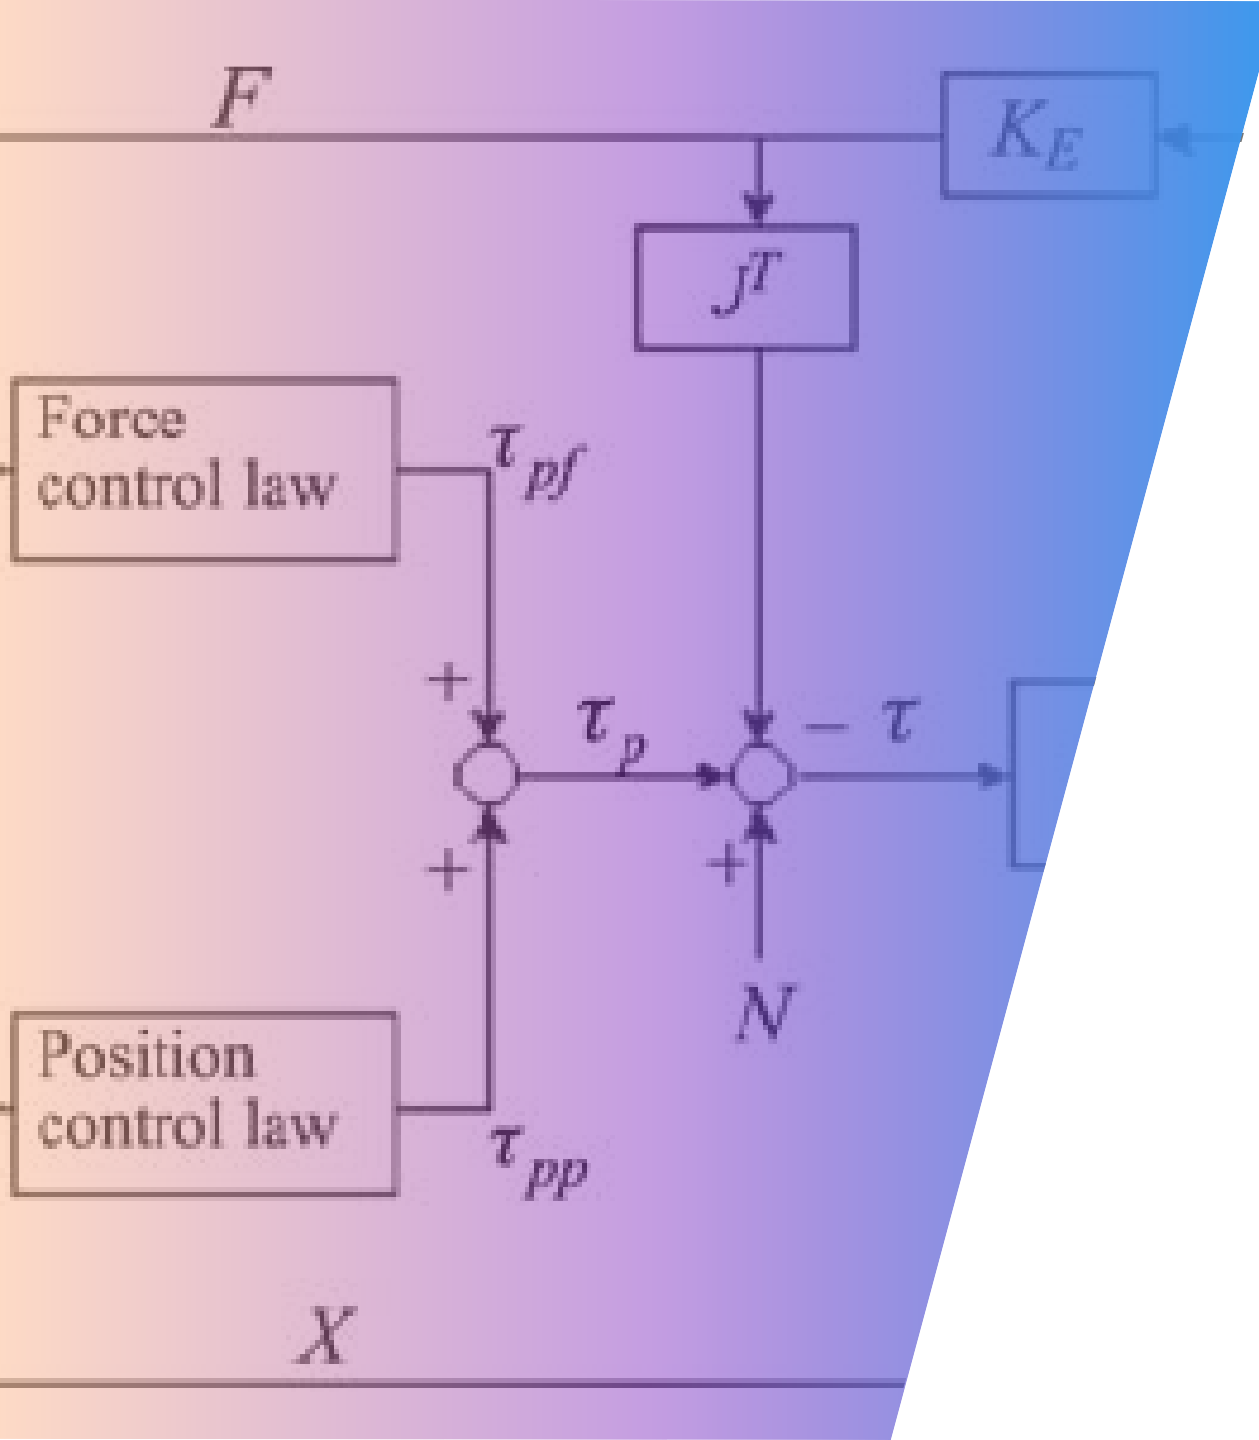 F
K_E
J^T
Force
control law
τ_pf
+
τ_p
− τ
+
+
N
Position
control law
τ_pp
X